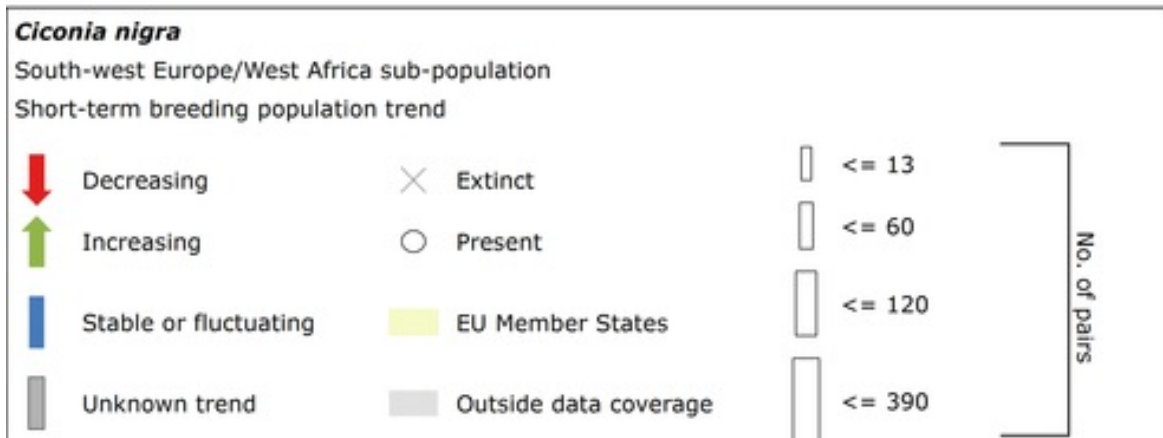 Ciconia nigra
South-west Europe/West Africa sub-population
Short-term breeding population trend
Decreasing
Increasing
Stable or fluctuating
Unknown trend
Extinct
Present
EU Member States
Outside data coverage
<= 13
<= 60
<= 120
<= 390
No. of pairs